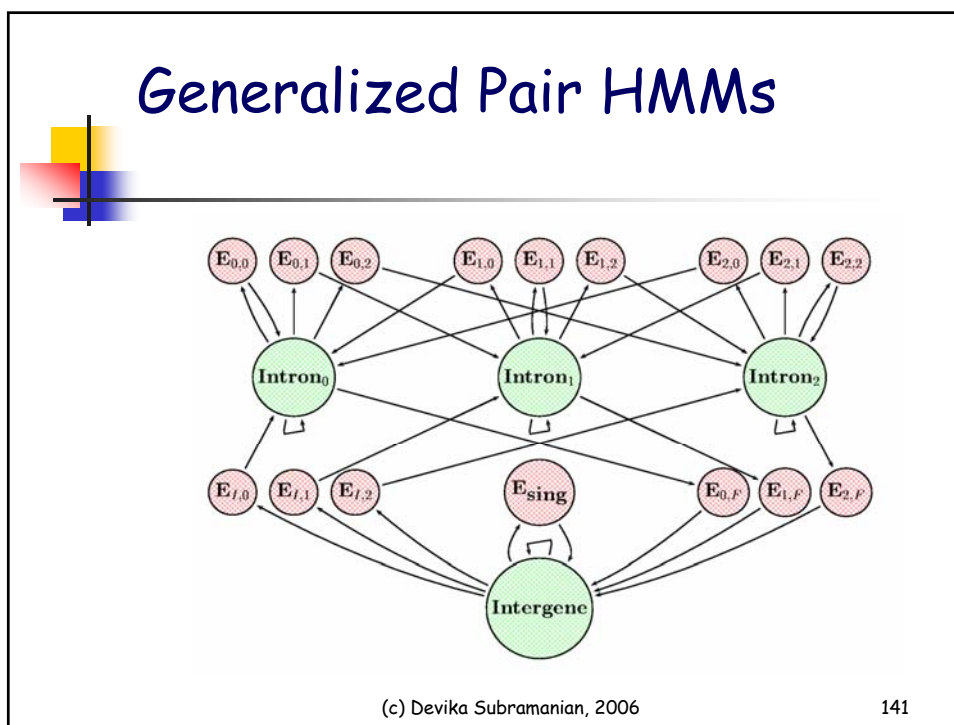 Generalized Pair HMMs
E0,0 E0,1 E0,2 E1,0 E1,1 E1,2 E2,0 E2,1 E2,2
Intron0 Intron1 Intron2
EI,0 EI,1 EI,2 Esing E0,F E1,F E2,F
Intergene
(c) Devika Subramanian, 2006 141